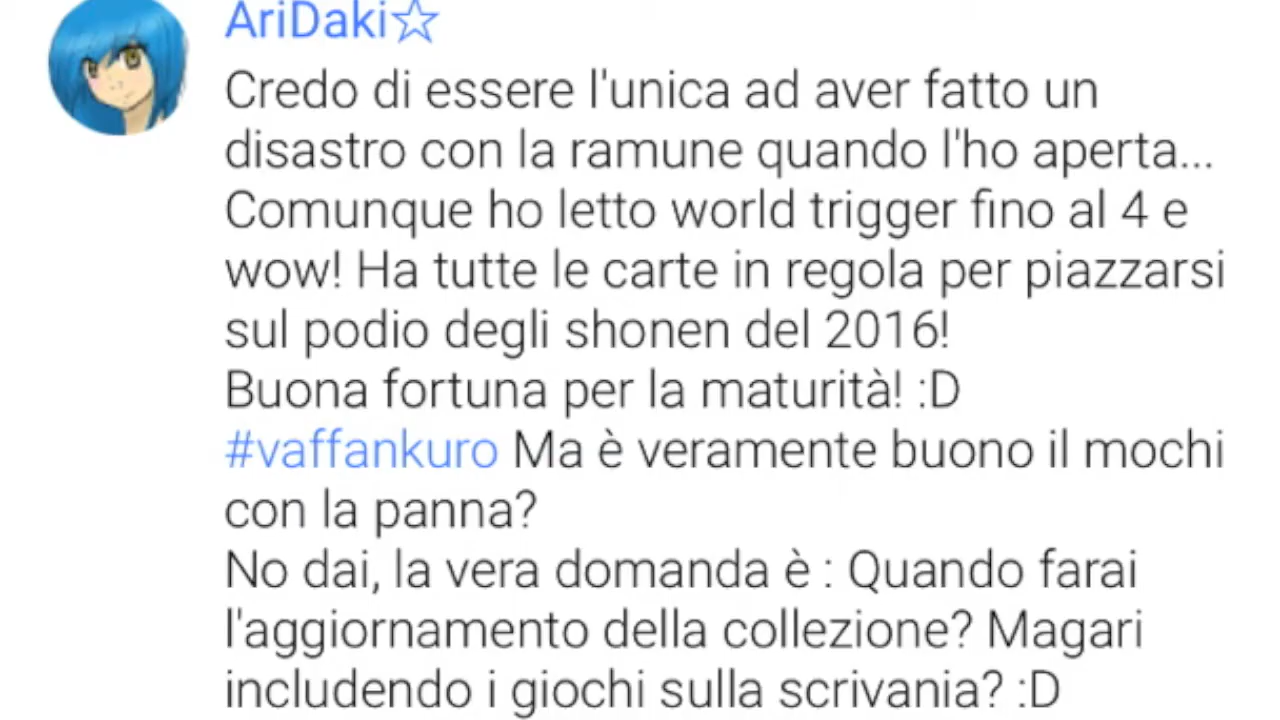 AriDaki☆
Credo di essere l'unica ad aver fatto un
disastro con la ramune quando l'ho aperta...
Comunque ho letto world trigger fino al 4 e
wow! Ha tutte le carte in regola per piazzarsi
sul podio degli shonen del 2016!
Buona fortuna per la maturità! :D
#vaffankuro Ma è veramente buono il mochi
con la panna?
No dai, la vera domanda è : Quando farai
l'aggiornamento della collezione? Magari
includendo i giochi sulla scrivania? :D